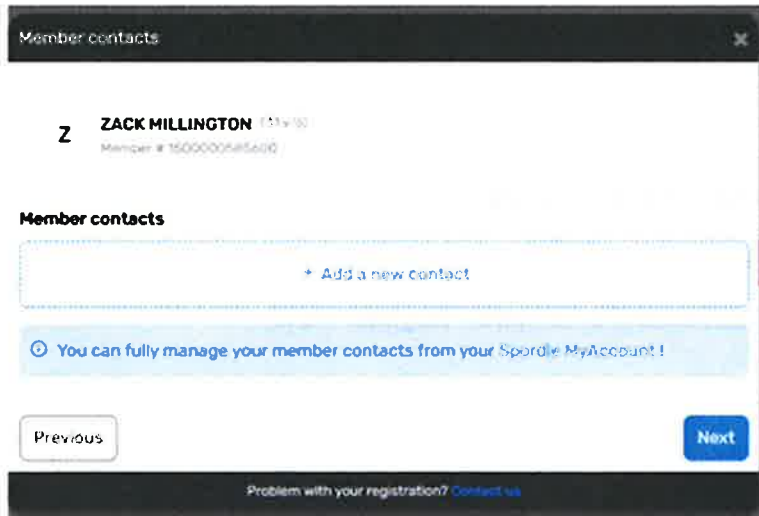 Member contacts
Z
ZACK MILLINGTON
Member #
Member contacts
+ Add a new contact
You can fully manage your member contacts from your Spordle MyAccount !
Previous
Next
Problem with your registration? Contact us